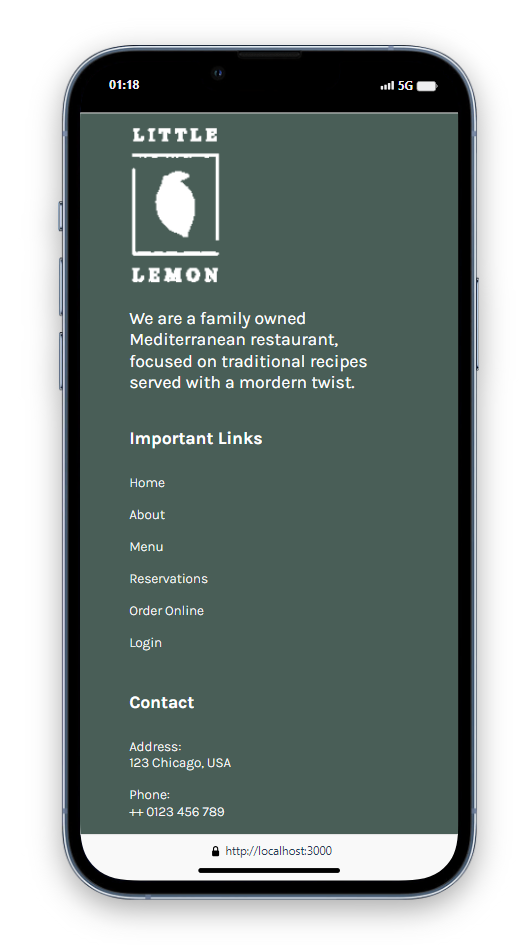 01:18
5G
LITTLE
LEMON
We are a family owned
Mediterranean restaurant,
focused on traditional recipes
served with a mordern twist.
Important Links
Home
About
Menu
Reservations
Order Online
Login
Contact
Address:
123 Chicago, USA
Phone:
++ 0123 456 789
http://localhost:3000